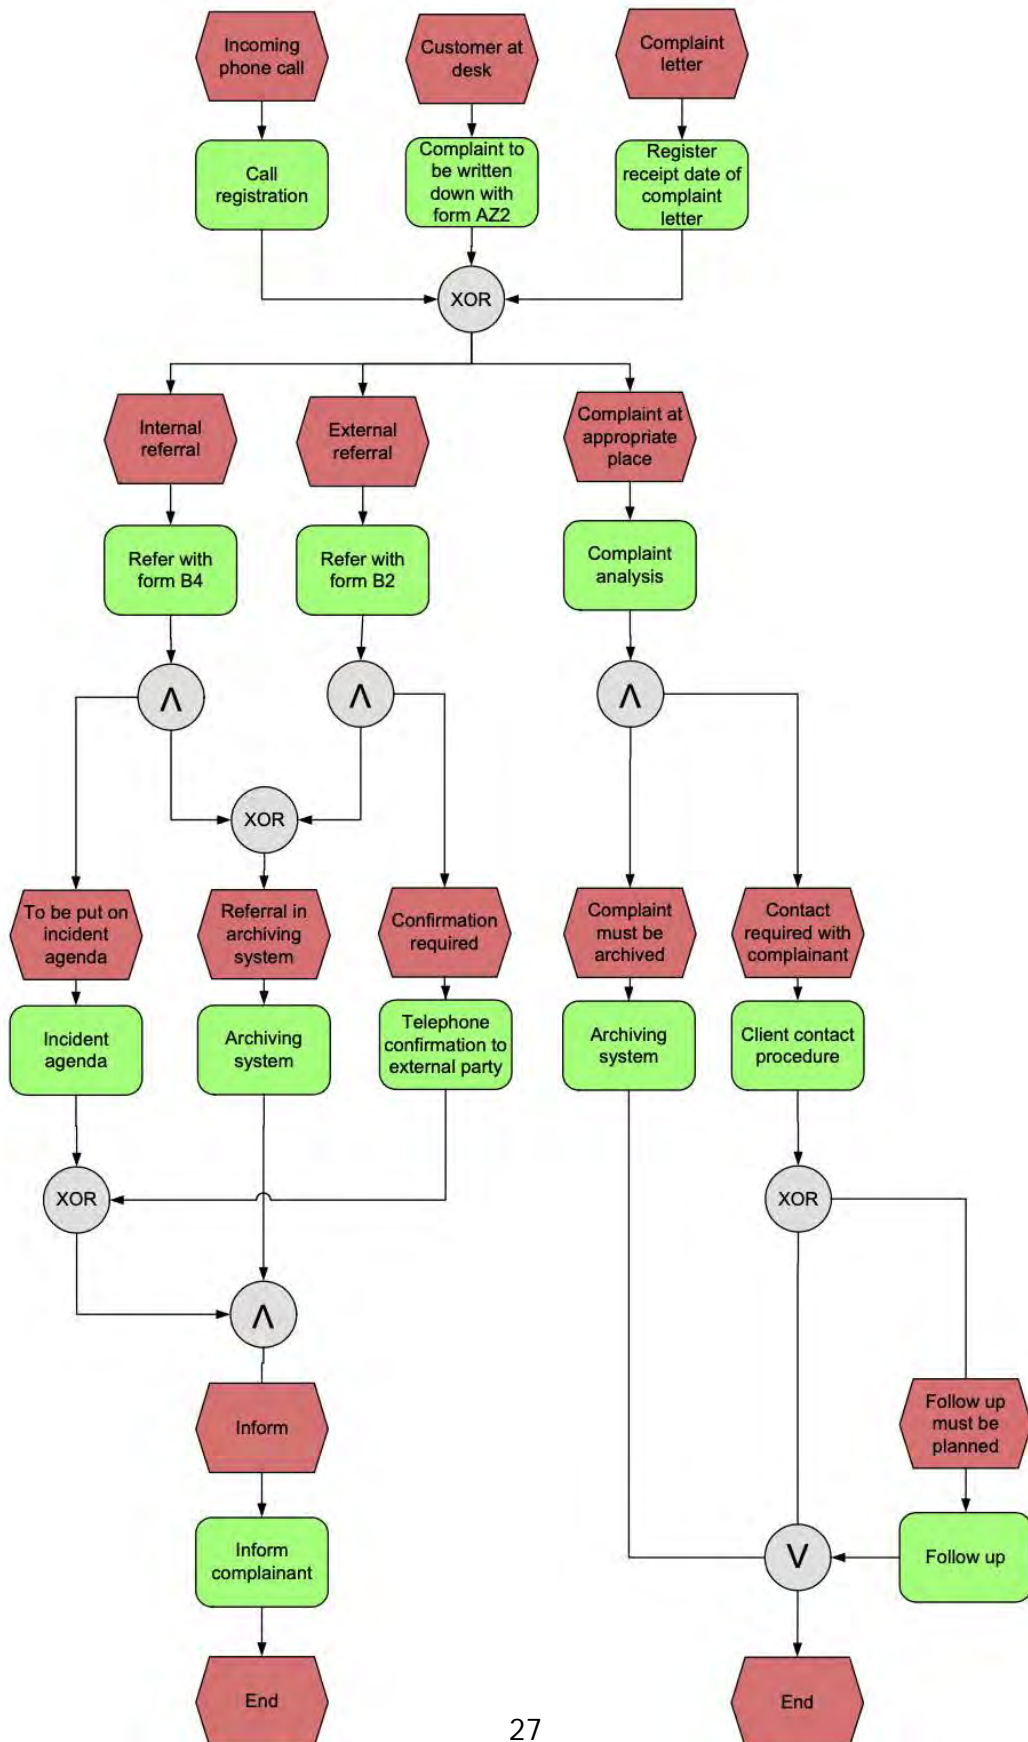 Incoming
phone call
Customer at
desk
Complaint
letter
Call
registration
Complaint to
be written
down with
form AZ2
Register
receipt date of
complaint
letter
XOR
Internal
referral
External
referral
Complaint at
appropriate
place
Refer with
form B4
Refer with
form B2
Complaint
analysis
Λ
Λ
Λ
XOR
To be put on
incident
agenda
Referral in
archiving
system
Confirmation
required
Complaint
must be
archived
Contact
required with
complainant
Incident
agenda
Archiving
system
Telephone
confirmation to
external party
Archiving
system
Client contact
procedure
XOR
XOR
Λ
Inform
Follow up
must be
planned
Inform
complainant
V
Follow up
End
End
27